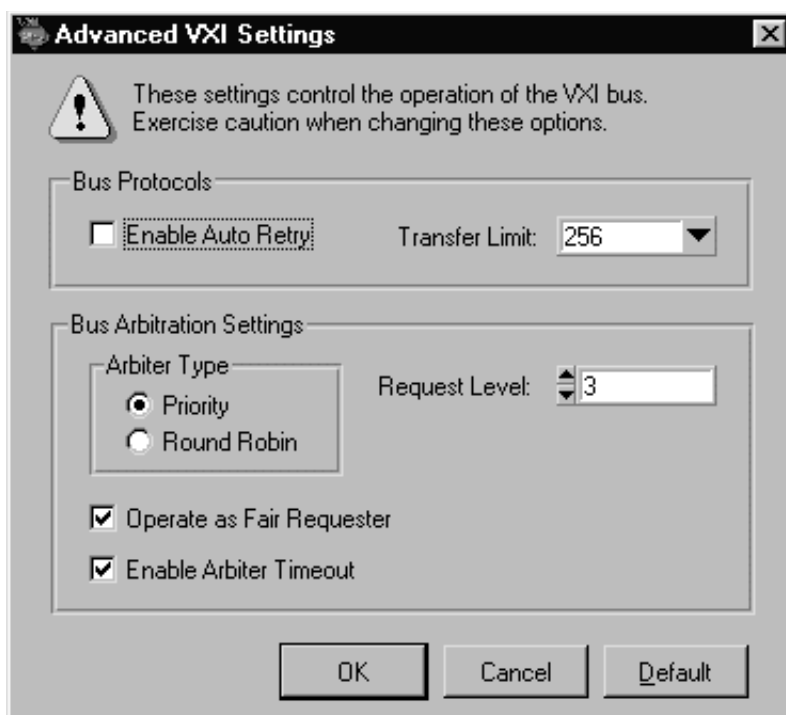 Advanced VXI Settings
These settings control the operation of the VXI bus.
Exercise caution when changing these options.
Bus Protocols
Enable Auto Retry
Transfer Limit: 256
Bus Arbitration Settings
Arbiter Type
Priority
Round Robin
Request Level: 3
Operate as Fair Requester
Enable Arbiter Timeout
OK Cancel Default